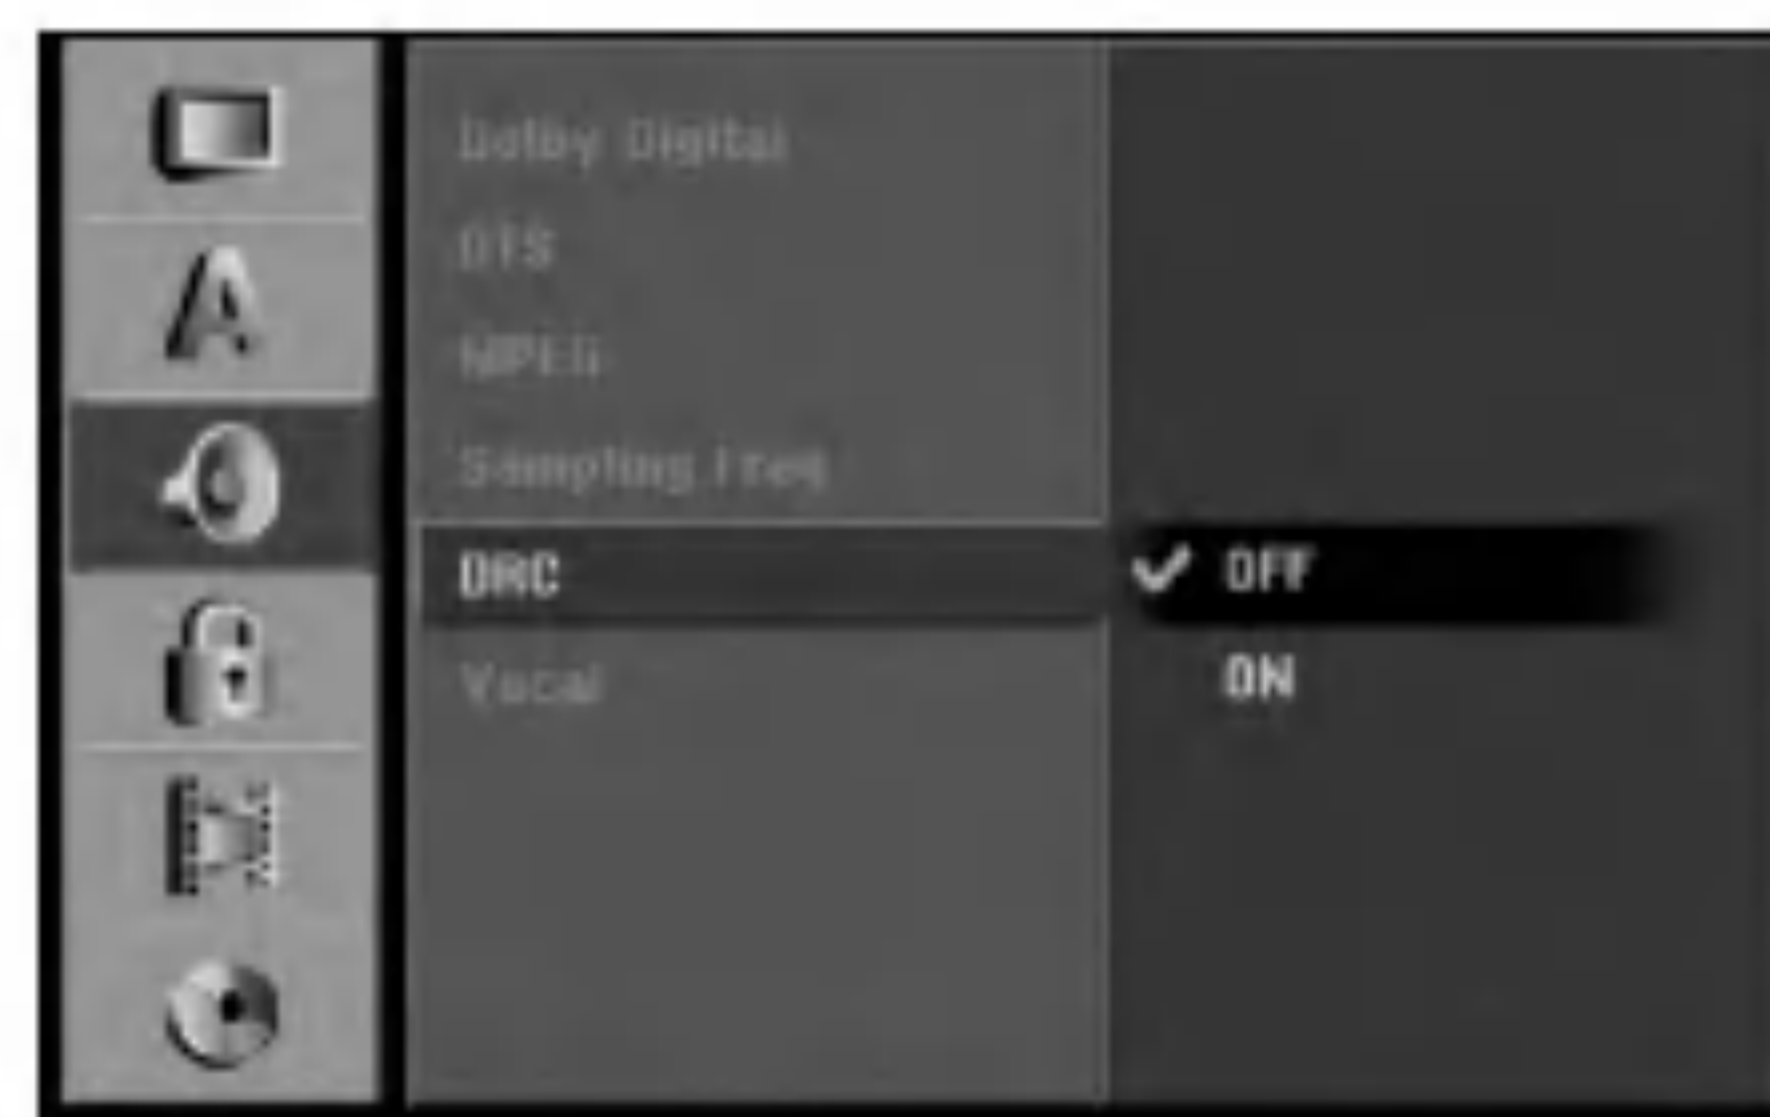 Dolby Digital
DTS
MPEG
Sampling Freq
DRC
OFF
ON
Vocal